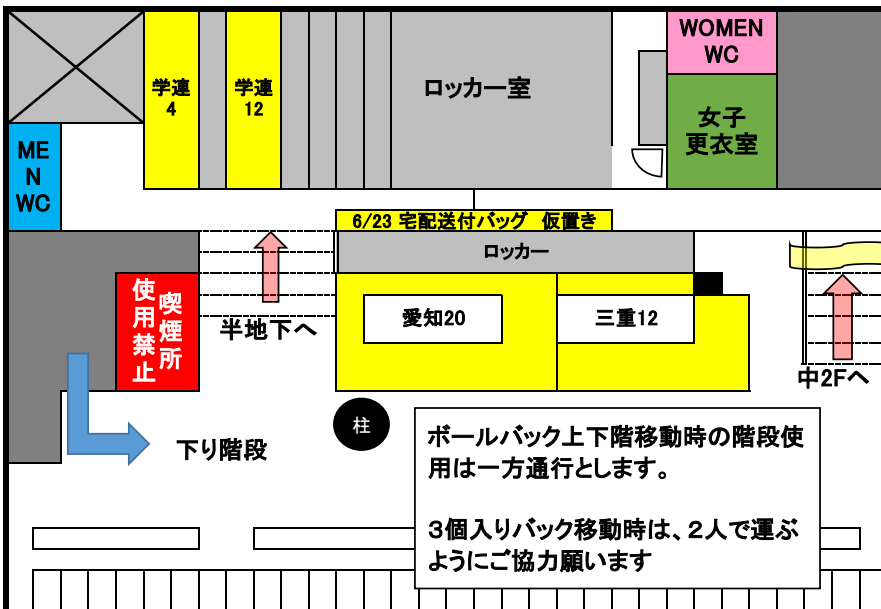 WOMEN
WC
学連
4
学連
12
ロッカー室
女子
更衣室
ME
N
WC
6/23 宅配送付バッグ 仮置き
ロッカー
喫煙所
使用禁止
半地下へ
愛知20
三重12
中2Fへ
柱
下り階段
ボールバック上下階移動時の階段使
用は一方通行とします。
3個入りバック移動時は、2人で運ぶ
ようにご協力願います